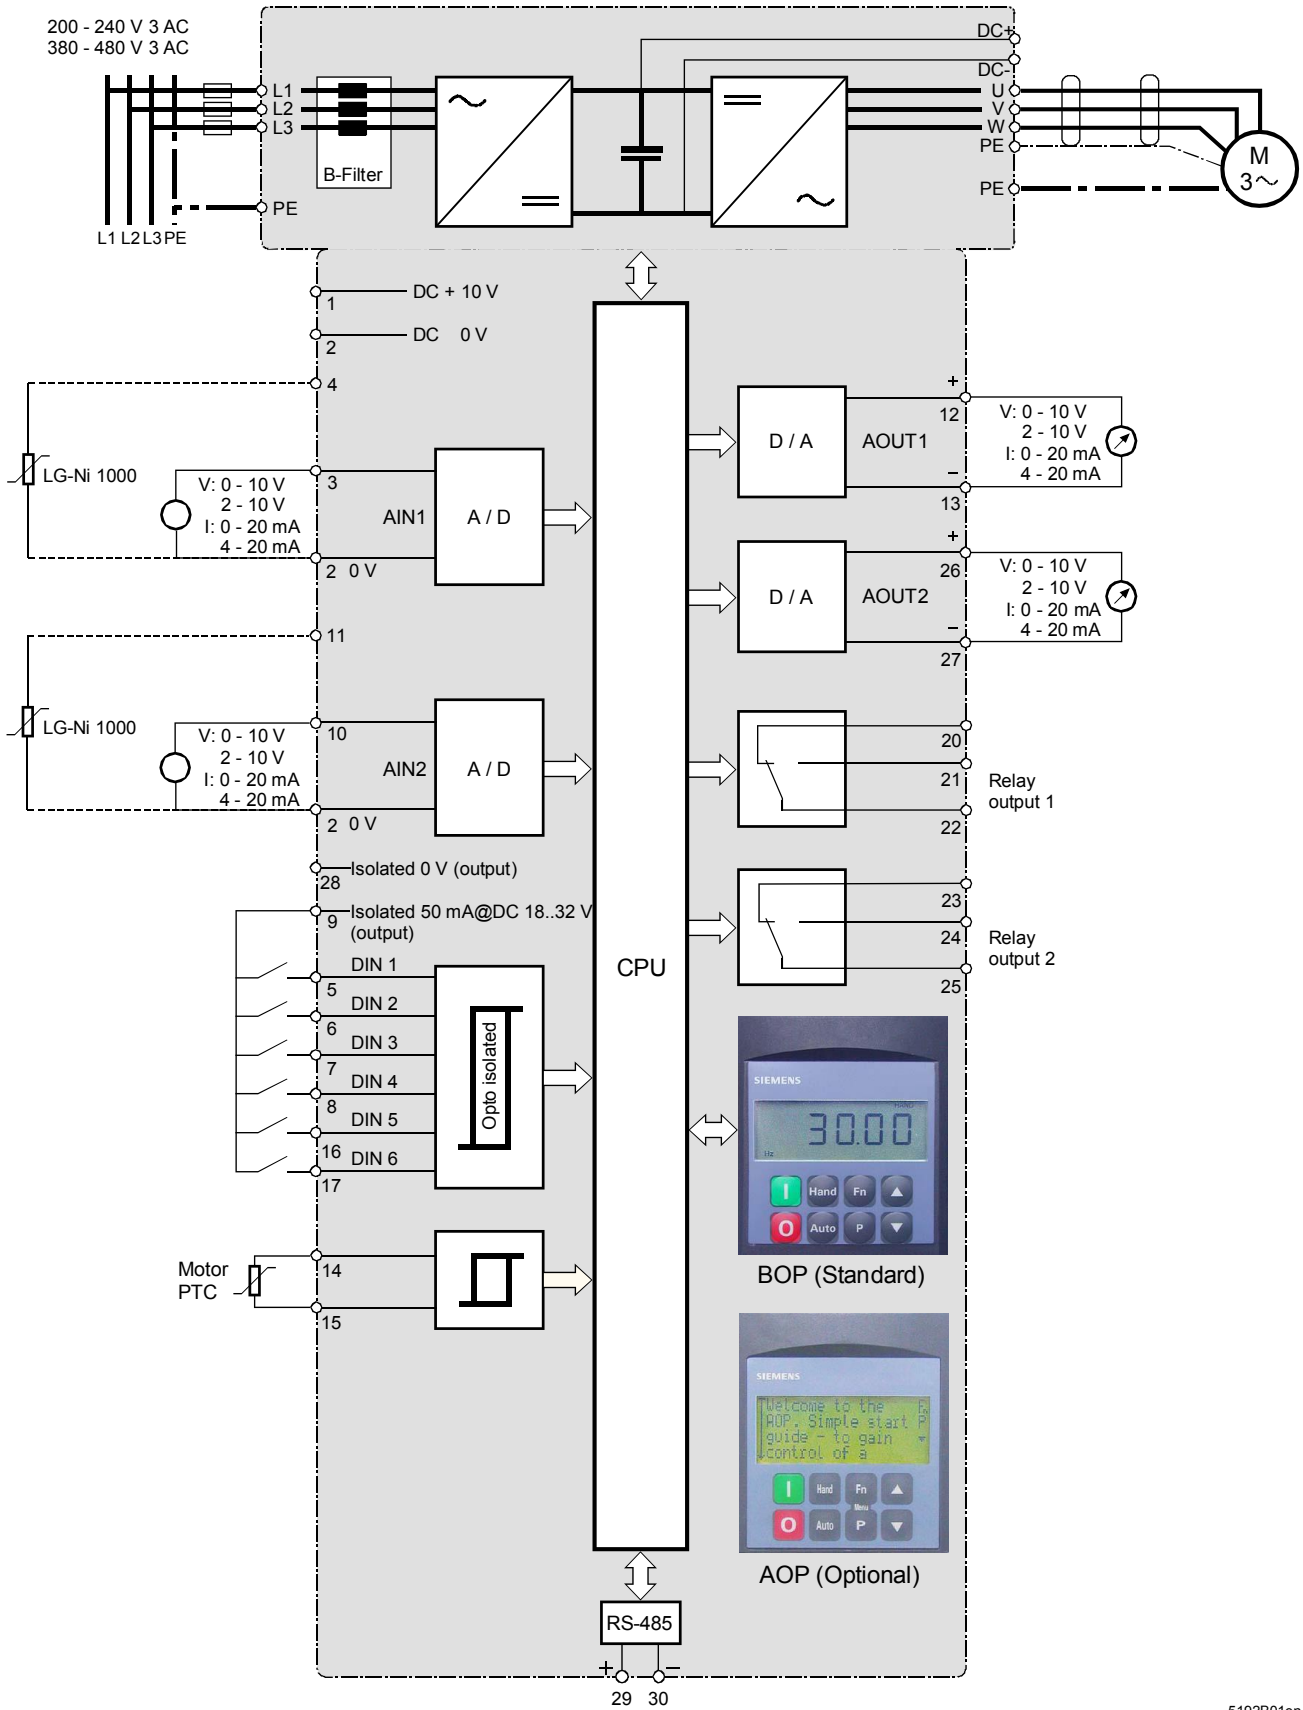 200 - 240 V 3 AC
380 - 480 V 3 AC
L1
L2
L3
PE
L1 L2 L3 PE
B-Filter
DC+
DC-
U
V
W
PE
PE
M
3
1
DC + 10 V
2
DC 0 V
4
LG-Ni 1000
V: 0 - 10 V
2 - 10 V
I: 0 - 20 mA
4 - 20 mA
3
AIN1
A / D
2 0 V
11
LG-Ni 1000
V: 0 - 10 V
2 - 10 V
I: 0 - 20 mA
4 - 20 mA
10
AIN2
A / D
2 0 V
28
Isolated 0 V (output)
9
Isolated 50 mA@DC 18..32 V
(output)
DIN 1
5
DIN 2
6
DIN 3
7
DIN 4
8
DIN 5
16
DIN 6
17
Opto isolated
Motor
PTC
14
15
CPU
D / A
AOUT1
+
12
−
13
V: 0 - 10 V
2 - 10 V
I: 0 - 20 mA
4 - 20 mA
D / A
AOUT2
+
26
−
27
V: 0 - 10 V
2 - 10 V
I: 0 - 20 mA
4 - 20 mA
20
21
22
Relay
output 1
23
24
25
Relay
output 2
SIEMENS
HAND
30.00
Hz
I
Hand
Fn
O
Auto
P
BOP (Standard)
SIEMENS
Welcome to the
AOP. Simple start P
guide - to gain
control of a
I
Hand
Fn
Menu
O
Auto
P
AOP (Optional)
RS-485
+
−
29 30